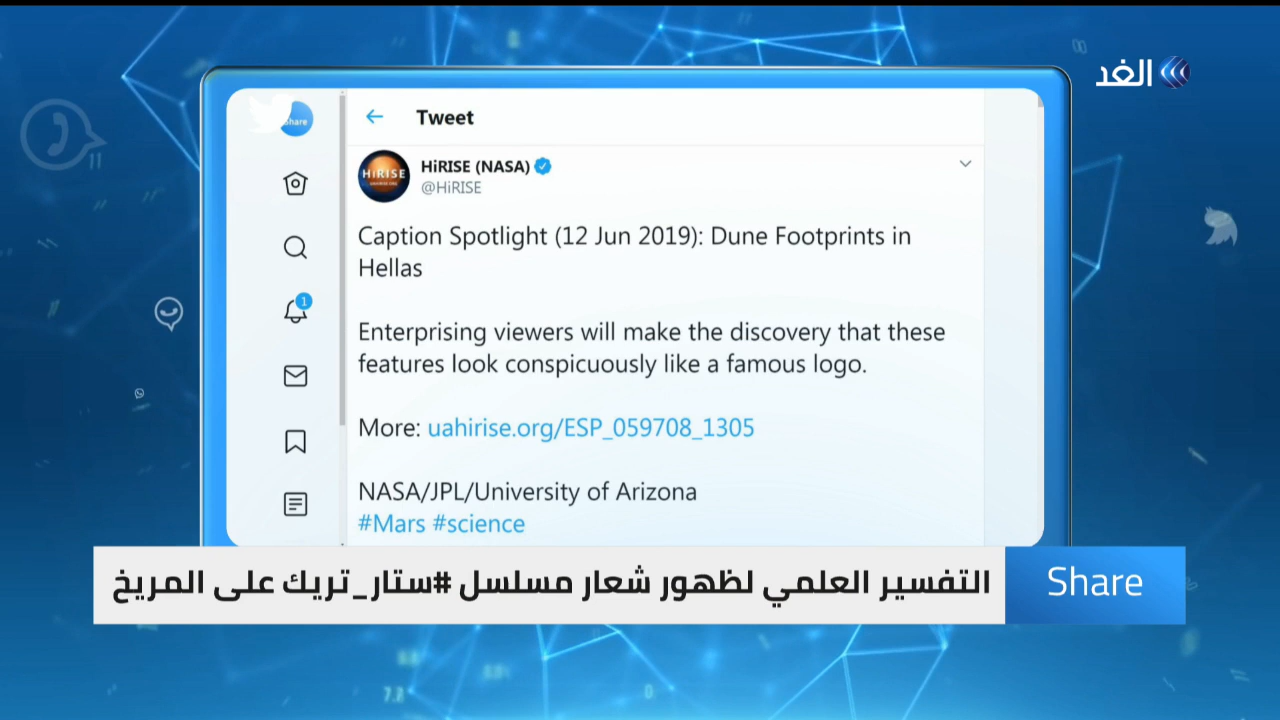 الغد
Share
Tweet
HiRISE
HiRISE (NASA)
@HiRISE
Caption Spotlight (12 Jun 2019): Dune Footprints in
Hellas
1
Enterprising viewers will make the discovery that these
features look conspicuously like a famous logo.
More: uahirise.org/ESP_059708_1305
NASA/JPL/University of Arizona
#Mars #science
التفسير العلمي لظهور شعار مسلسل #ستار_تريك على المريخ
Share